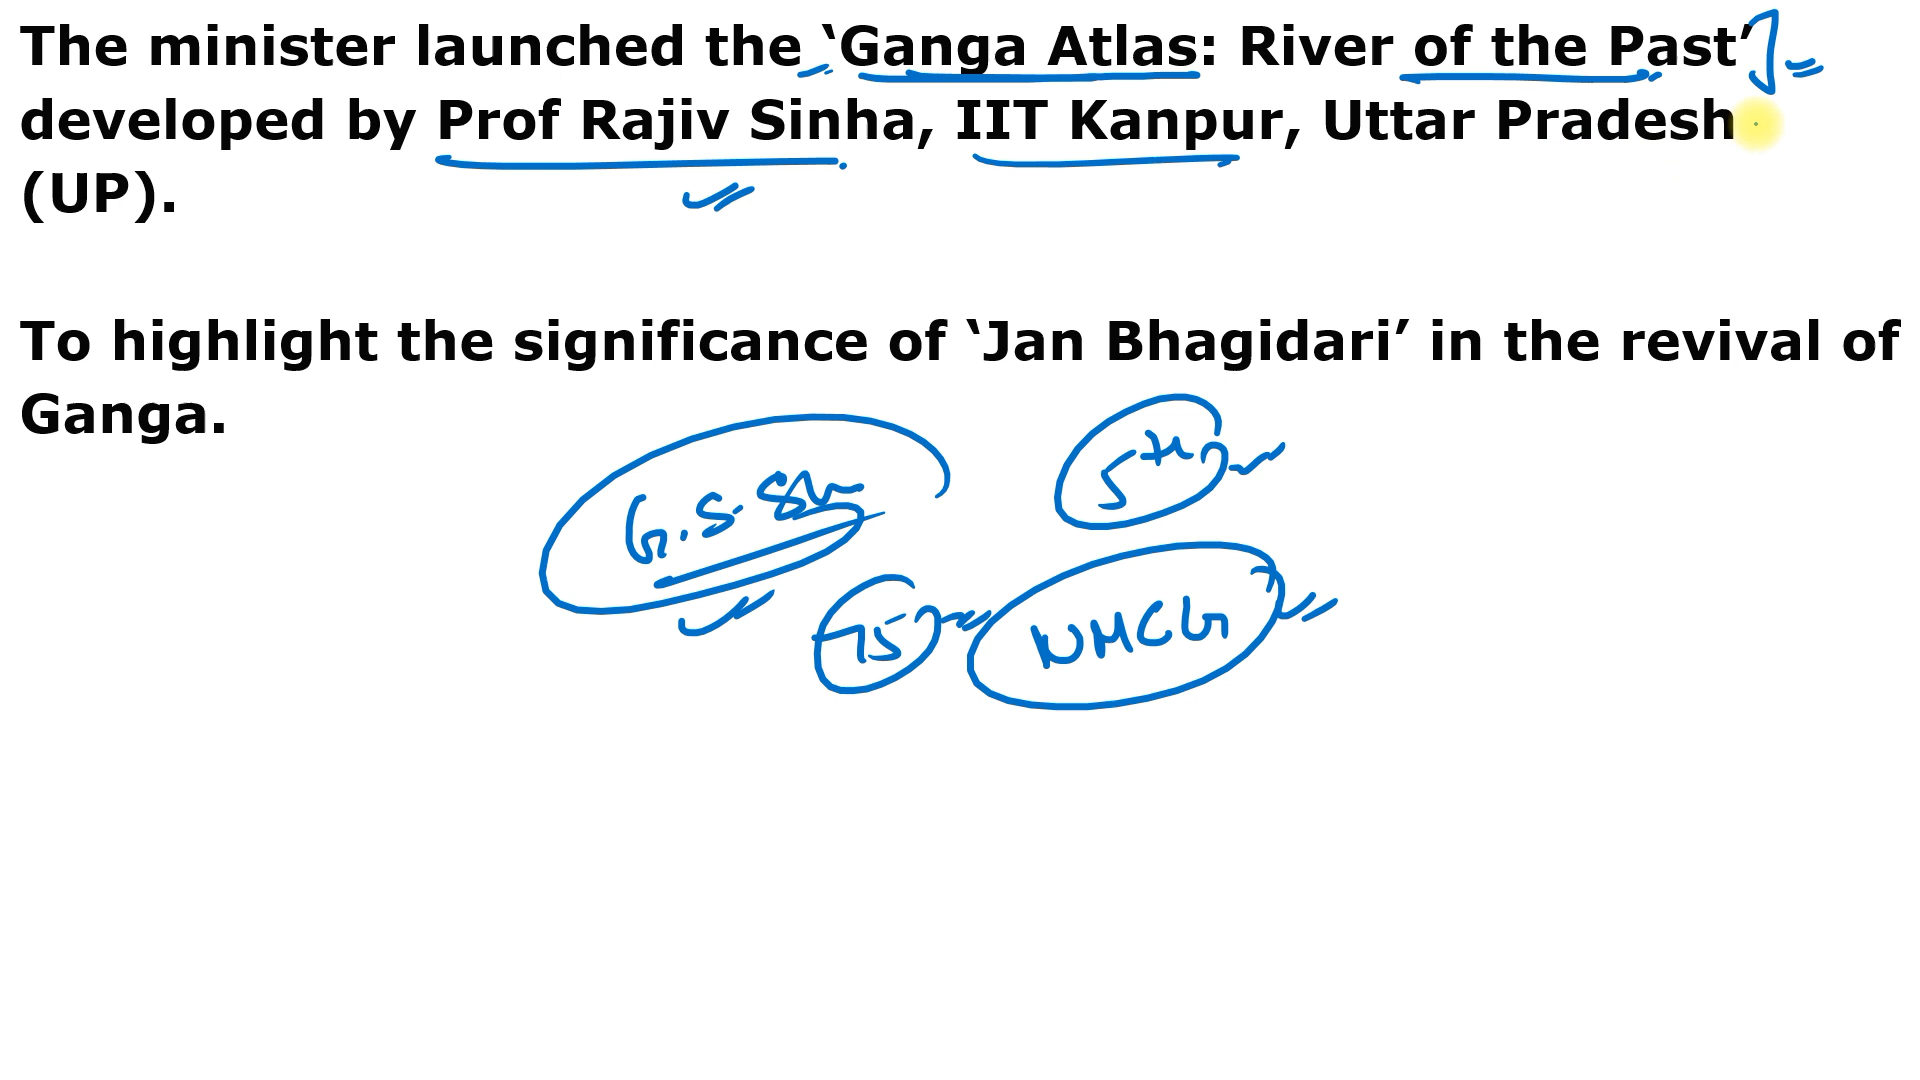 The minister launched the ‘Ganga Atlas: River of the Past’
developed by Prof Rajiv Sinha, IIT Kanpur, Uttar Pradesh
(UP).
To highlight the significance of ‘Jan Bhagidari’ in the revival of
Ganga.
5th
G.S.
75
NMCG